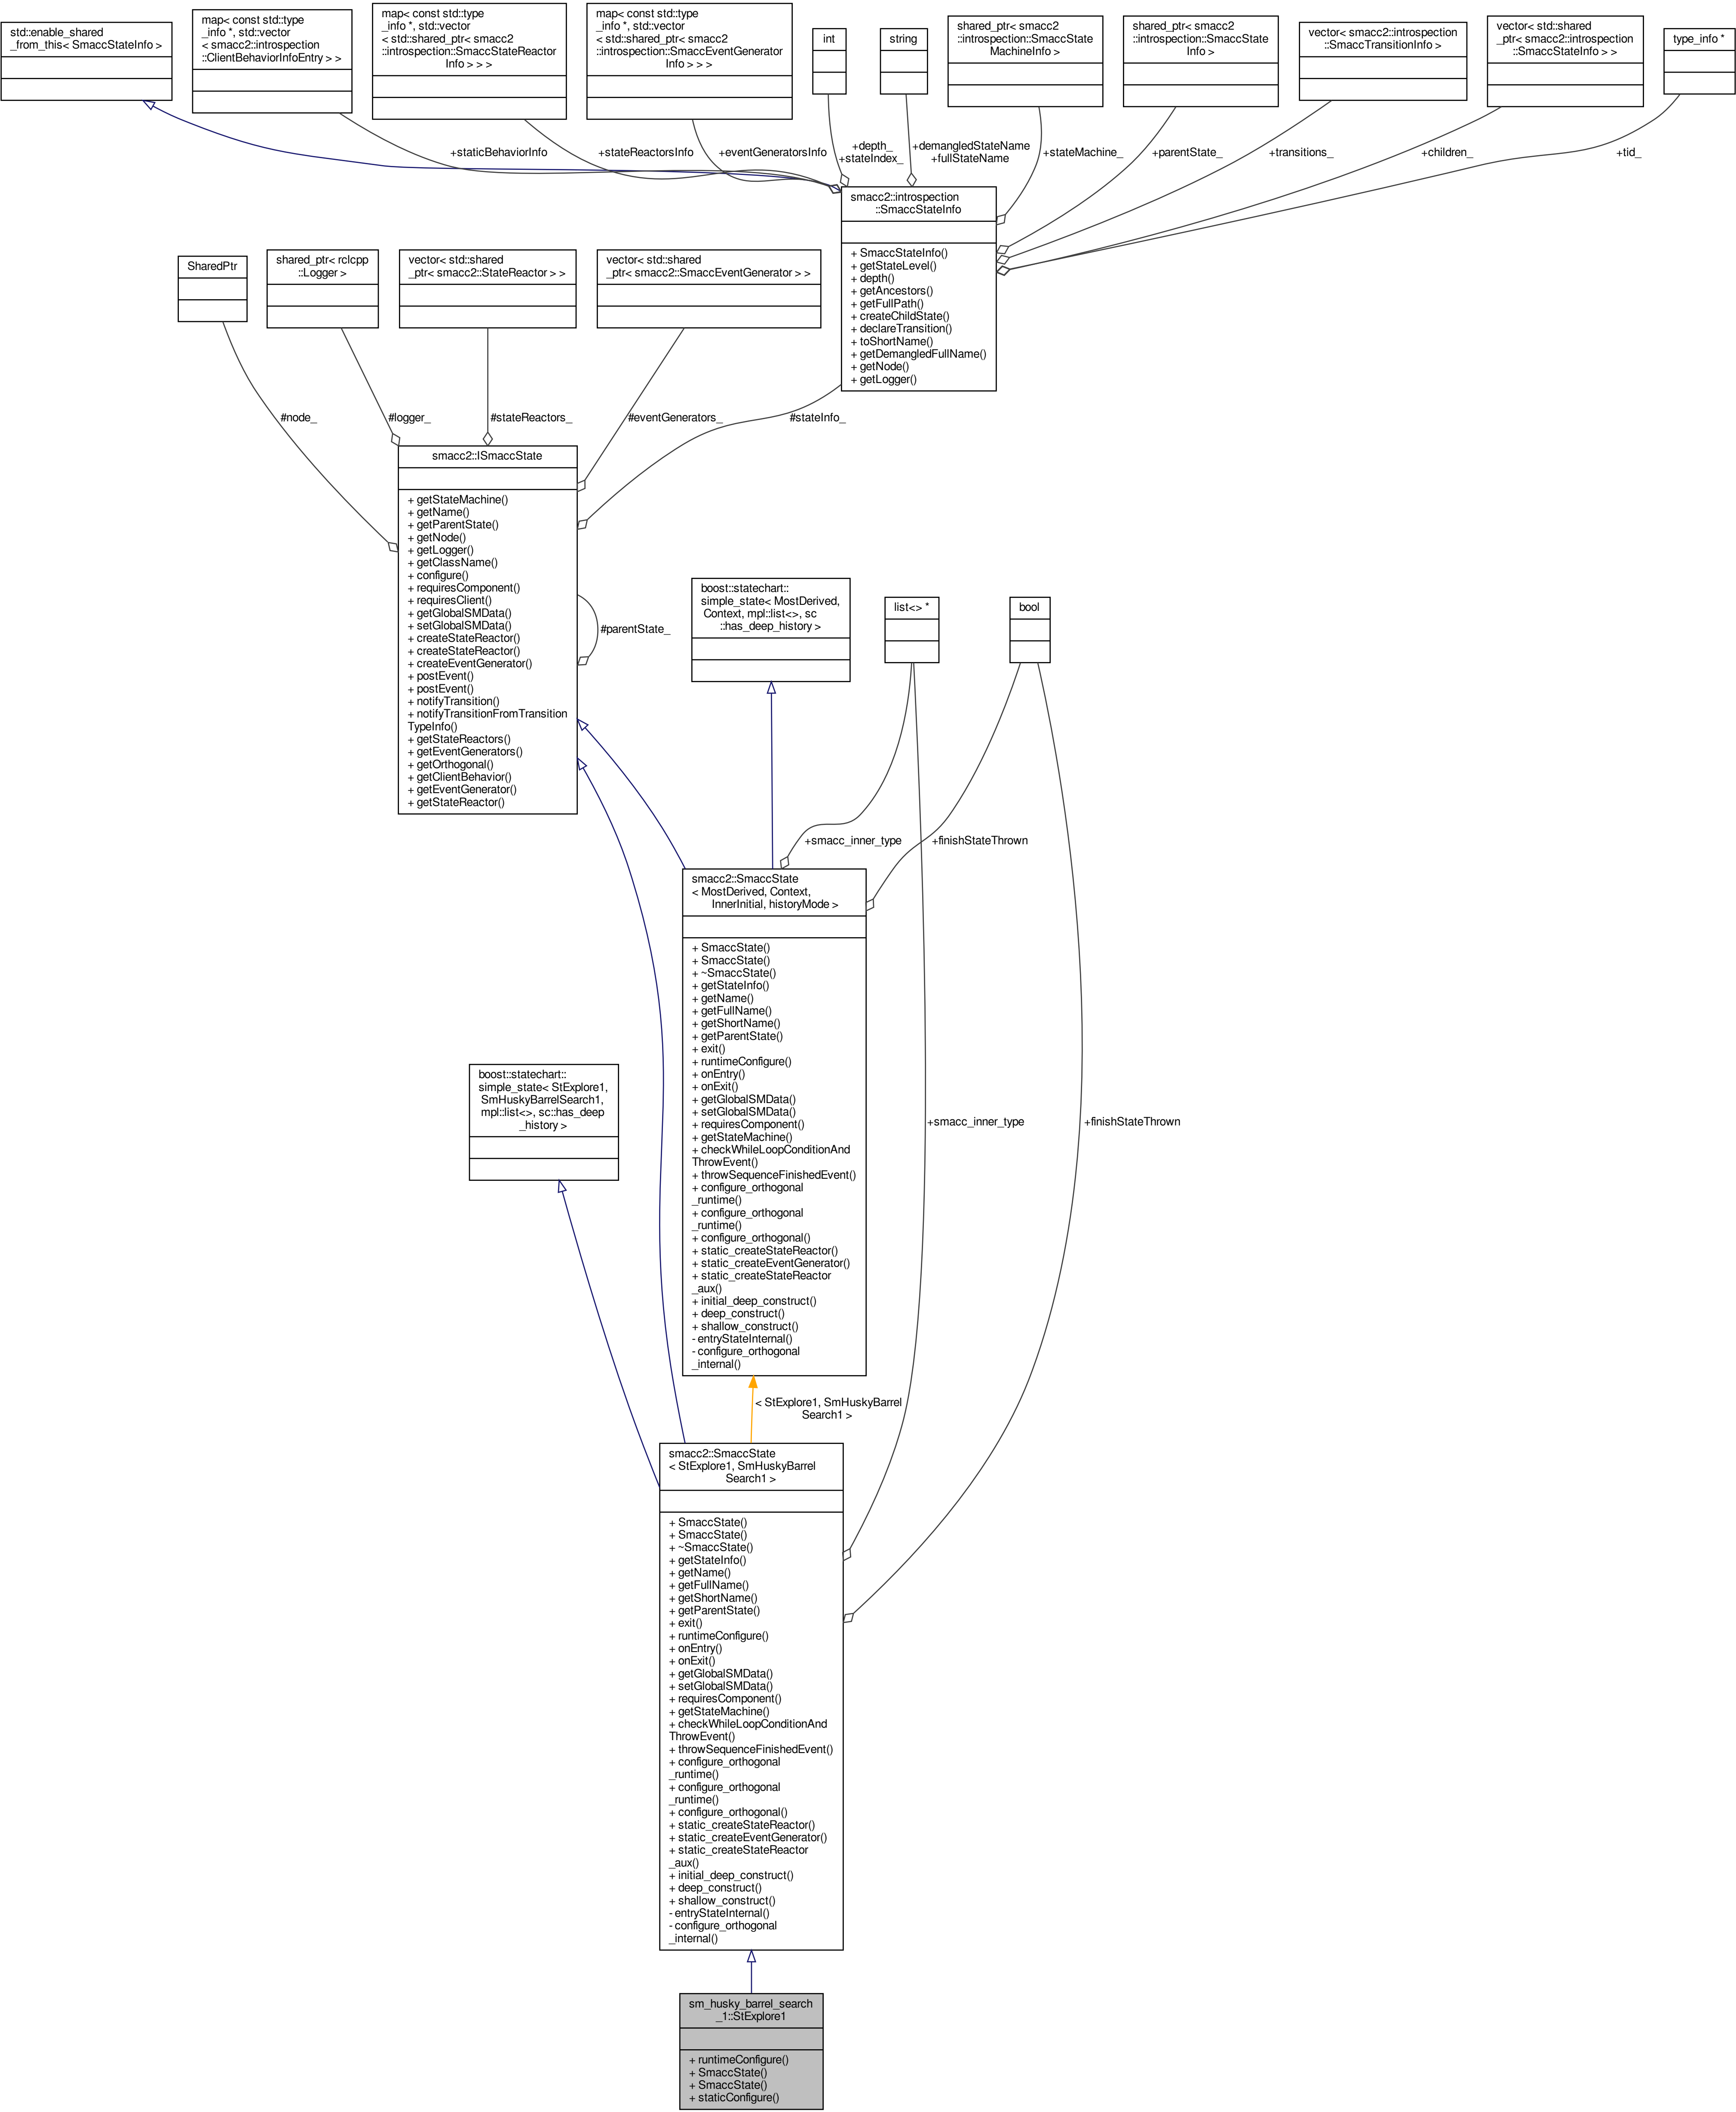 std::enable_shared
_from_this< SmaccStateInfo >
map< const std::type
_info *, std::vector
< smacc2::introspection
::ClientBehaviorInfoEntry > >
map< const std::type
_info *, std::vector
< std::shared_ptr< smacc2
::introspection::SmaccStateReactor
Info > > >
map< const std::type
_info *, std::vector
< std::shared_ptr< smacc2
::introspection::SmaccEventGenerator
Info > > >
int
string
shared_ptr< smacc2
::introspection::SmaccState
MachineInfo >
shared_ptr< smacc2
::introspection::SmaccState
Info >
vector< smacc2::introspection
::SmaccTransitionInfo >
vector< std::shared
_ptr< smacc2::introspection
::SmaccStateInfo > >
type_info *
+staticBehaviorInfo
+stateReactorsInfo
+eventGeneratorsInfo
+depth_
+stateIndex_
+demangledStateName
+fullStateName
+stateMachine_
+parentState_
+transitions_
+children_
+tid_
smacc2::introspection
::SmaccStateInfo
+ SmaccStateInfo()
+ getStateLevel()
+ depth()
+ getAncestors()
+ getFullPath()
+ createChildState()
+ declareTransition()
+ toShortName()
+ getDemangledFullName()
+ getNode()
+ getLogger()
SharedPtr
shared_ptr< rclcpp
::Logger >
vector< std::shared
_ptr< smacc2::StateReactor > >
vector< std::shared
_ptr< smacc2::SmaccEventGenerator > >
#node_
#logger_
#stateReactors_
#eventGenerators_
#stateInfo_
smacc2::ISmaccState
+ getStateMachine()
+ getName()
+ getParentState()
+ getNode()
+ getLogger()
+ getClassName()
+ configure()
+ requiresComponent()
+ requiresClient()
+ getGlobalSMData()
+ setGlobalSMData()
+ createStateReactor()
+ createStateReactor()
+ createEventGenerator()
+ postEvent()
+ postEvent()
+ notifyTransition()
+ notifyTransitionFromTransition
TypeInfo()
+ getStateReactors()
+ getEventGenerators()
+ getOrthogonal()
+ getClientBehavior()
+ getEventGenerator()
+ getStateReactor()
#parentState_
boost::statechart::
simple_state< MostDerived,
Context, mpl::list<>, sc
::has_deep_history >
list<> *
bool
+smacc_inner_type
+finishStateThrown
smacc2::SmaccState
< MostDerived, Context,
InnerInitial, historyMode >
+ SmaccState()
+ SmaccState()
+ ~SmaccState()
+ getStateInfo()
+ getName()
+ getFullName()
+ getShortName()
+ getParentState()
+ exit()
+ runtimeConfigure()
+ onEntry()
+ onExit()
+ getGlobalSMData()
+ setGlobalSMData()
+ requiresComponent()
+ getStateMachine()
+ checkWhileLoopConditionAnd
ThrowEvent()
+ throwSequenceFinishedEvent()
+ configure_orthogonal
_runtime()
+ configure_orthogonal
_runtime()
+ configure_orthogonal()
+ static_createStateReactor()
+ static_createEventGenerator()
+ static_createStateReactor
_aux()
+ initial_deep_construct()
+ deep_construct()
+ shallow_construct()
- entryStateInternal()
- configure_orthogonal
_internal()
boost::statechart::
simple_state< StExplore1,
SmHuskyBarrelSearch1,
mpl::list<>, sc::has_deep
_history >
+smacc_inner_type
+finishStateThrown
< StExplore1, SmHuskyBarrel
Search1 >
smacc2::SmaccState
< StExplore1, SmHuskyBarrel
Search1 >
+ SmaccState()
+ SmaccState()
+ ~SmaccState()
+ getStateInfo()
+ getName()
+ getFullName()
+ getShortName()
+ getParentState()
+ exit()
+ runtimeConfigure()
+ onEntry()
+ onExit()
+ getGlobalSMData()
+ setGlobalSMData()
+ requiresComponent()
+ getStateMachine()
+ checkWhileLoopConditionAnd
ThrowEvent()
+ throwSequenceFinishedEvent()
+ configure_orthogonal
_runtime()
+ configure_orthogonal
_runtime()
+ configure_orthogonal()
+ static_createStateReactor()
+ static_createEventGenerator()
+ static_createStateReactor
_aux()
+ initial_deep_construct()
+ deep_construct()
+ shallow_construct()
- entryStateInternal()
- configure_orthogonal
_internal()
sm_husky_barrel_search
_1::StExplore1
+ runtimeConfigure()
+ SmaccState()
+ SmaccState()
+ staticConfigure()